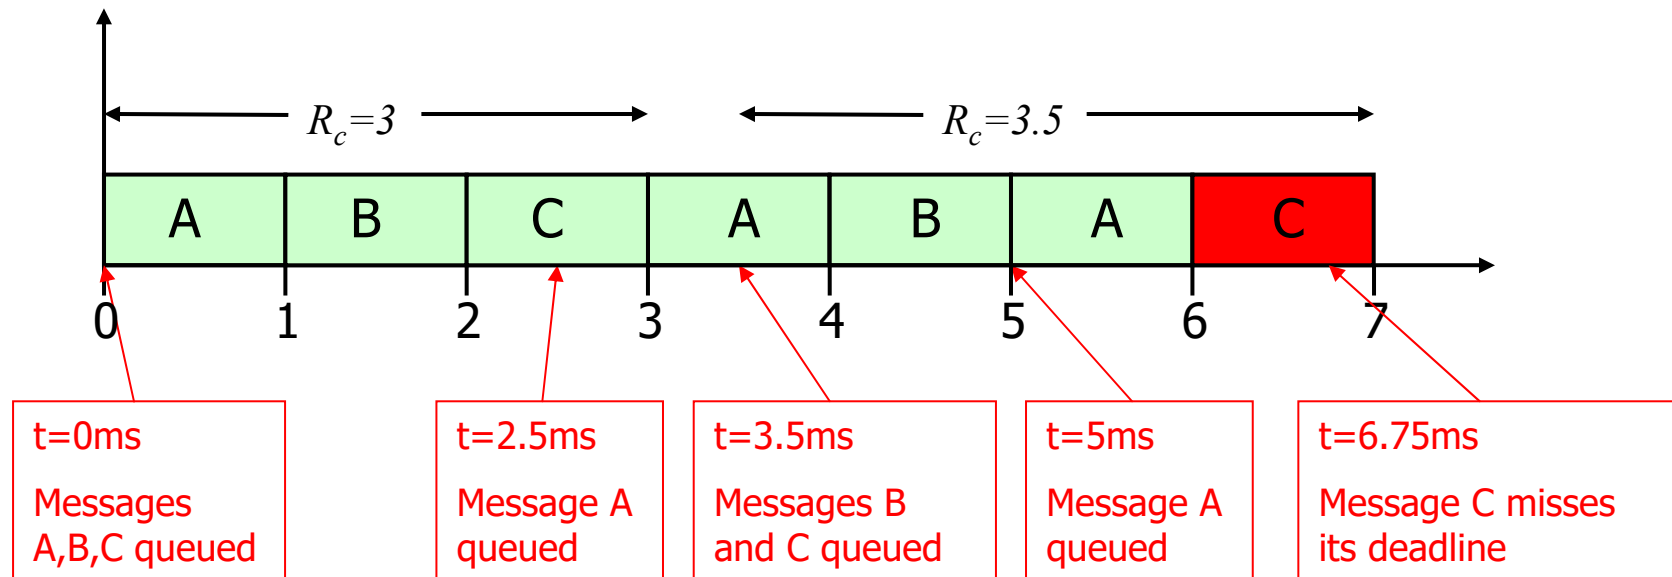 R_c=3
R_c=3.5
A B C A B A C
0 1 2 3 4 5 6 7
t=0ms
Messages
A,B,C queued
t=2.5ms
Message A
queued
t=3.5ms
Messages B
and C queued
t=5ms
Message A
queued
t=6.75ms
Message C misses
its deadline